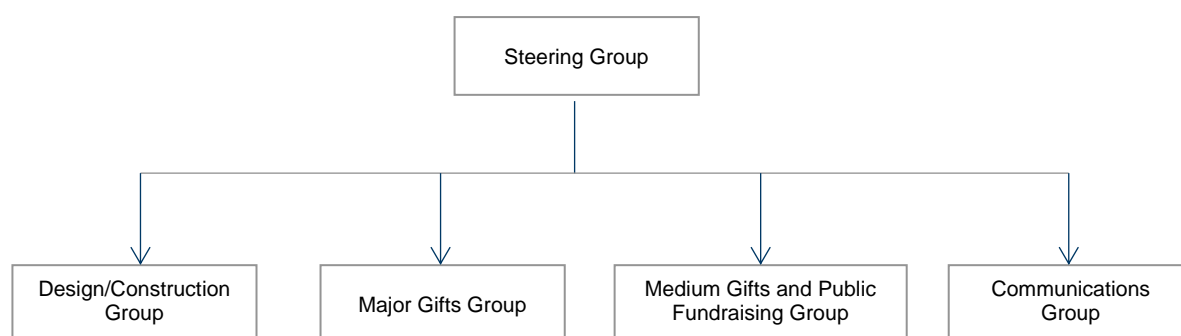 Steering Group
Design/Construction
Group
Major Gifts Group
Medium Gifts and Public
Fundraising Group
Communications
Group